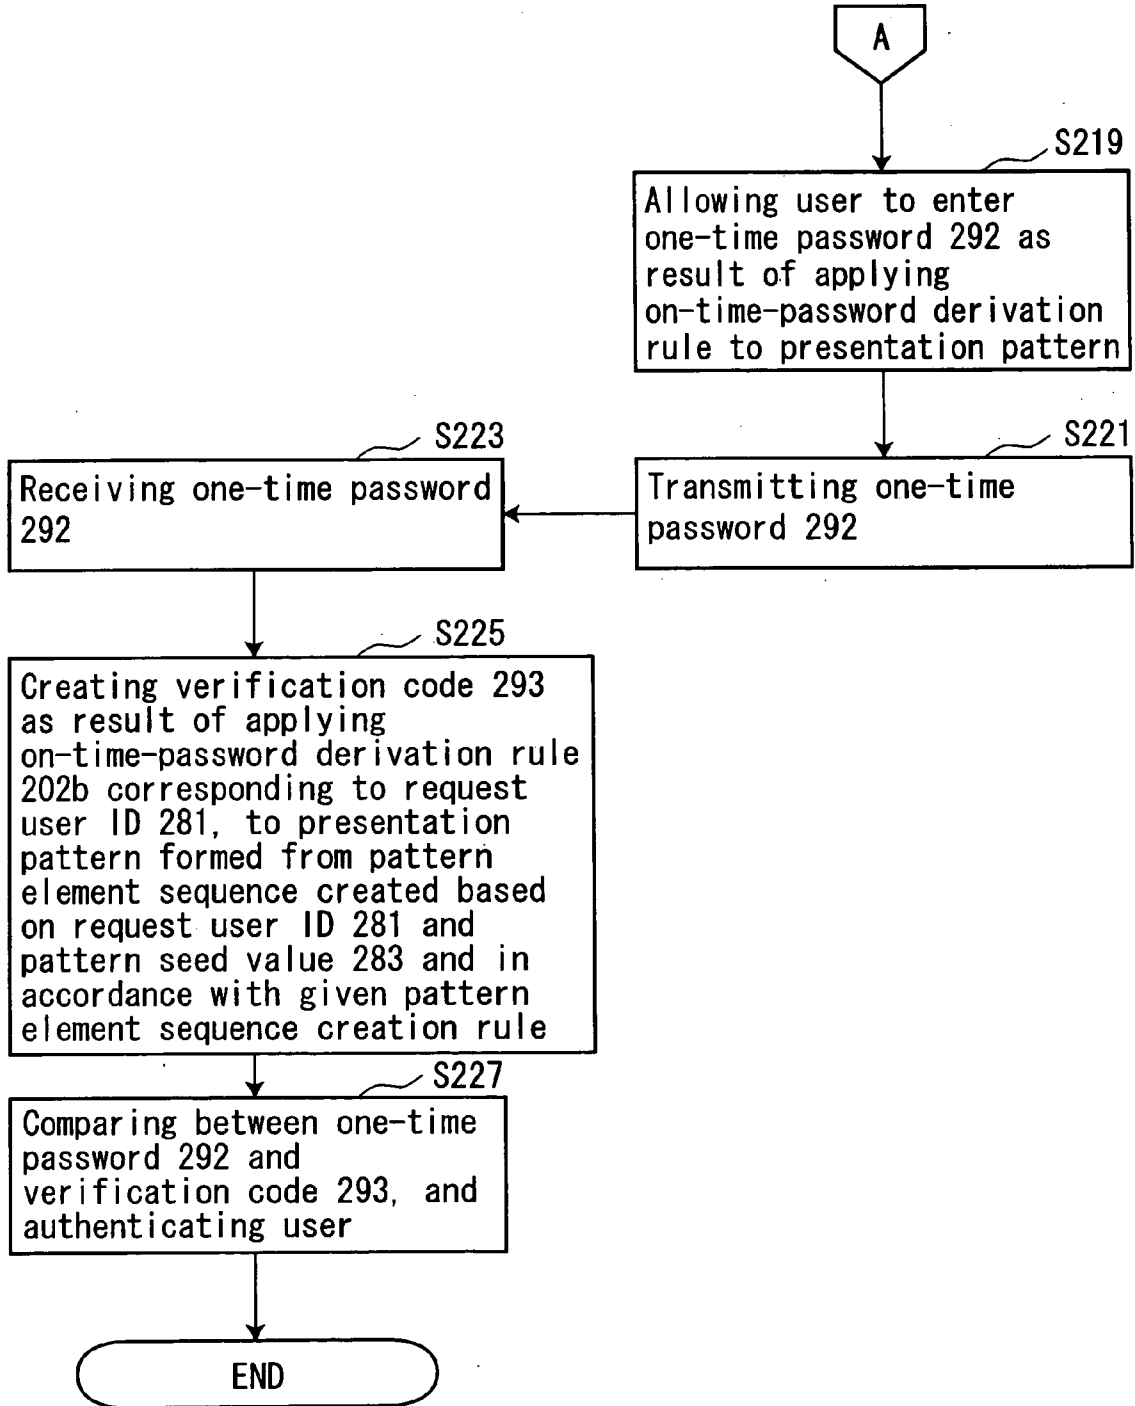 A
S219
Allowing user to enter
one-time password 292 as
result of applying
on-time-password derivation
rule to presentation pattern
S221
Transmitting one-time
password 292
S223
Receiving one-time password
292
S225
Creating verification code 293
as result of applying
on-time-password derivation rule
202b corresponding to request
user ID 281, to presentation
pattern formed from pattern
element sequence created based
on request user ID 281 and
pattern seed value 283 and in
accordance with given pattern
element sequence creation rule
S227
Comparing between one-time
password 292 and
verification code 293, and
authenticating user
END